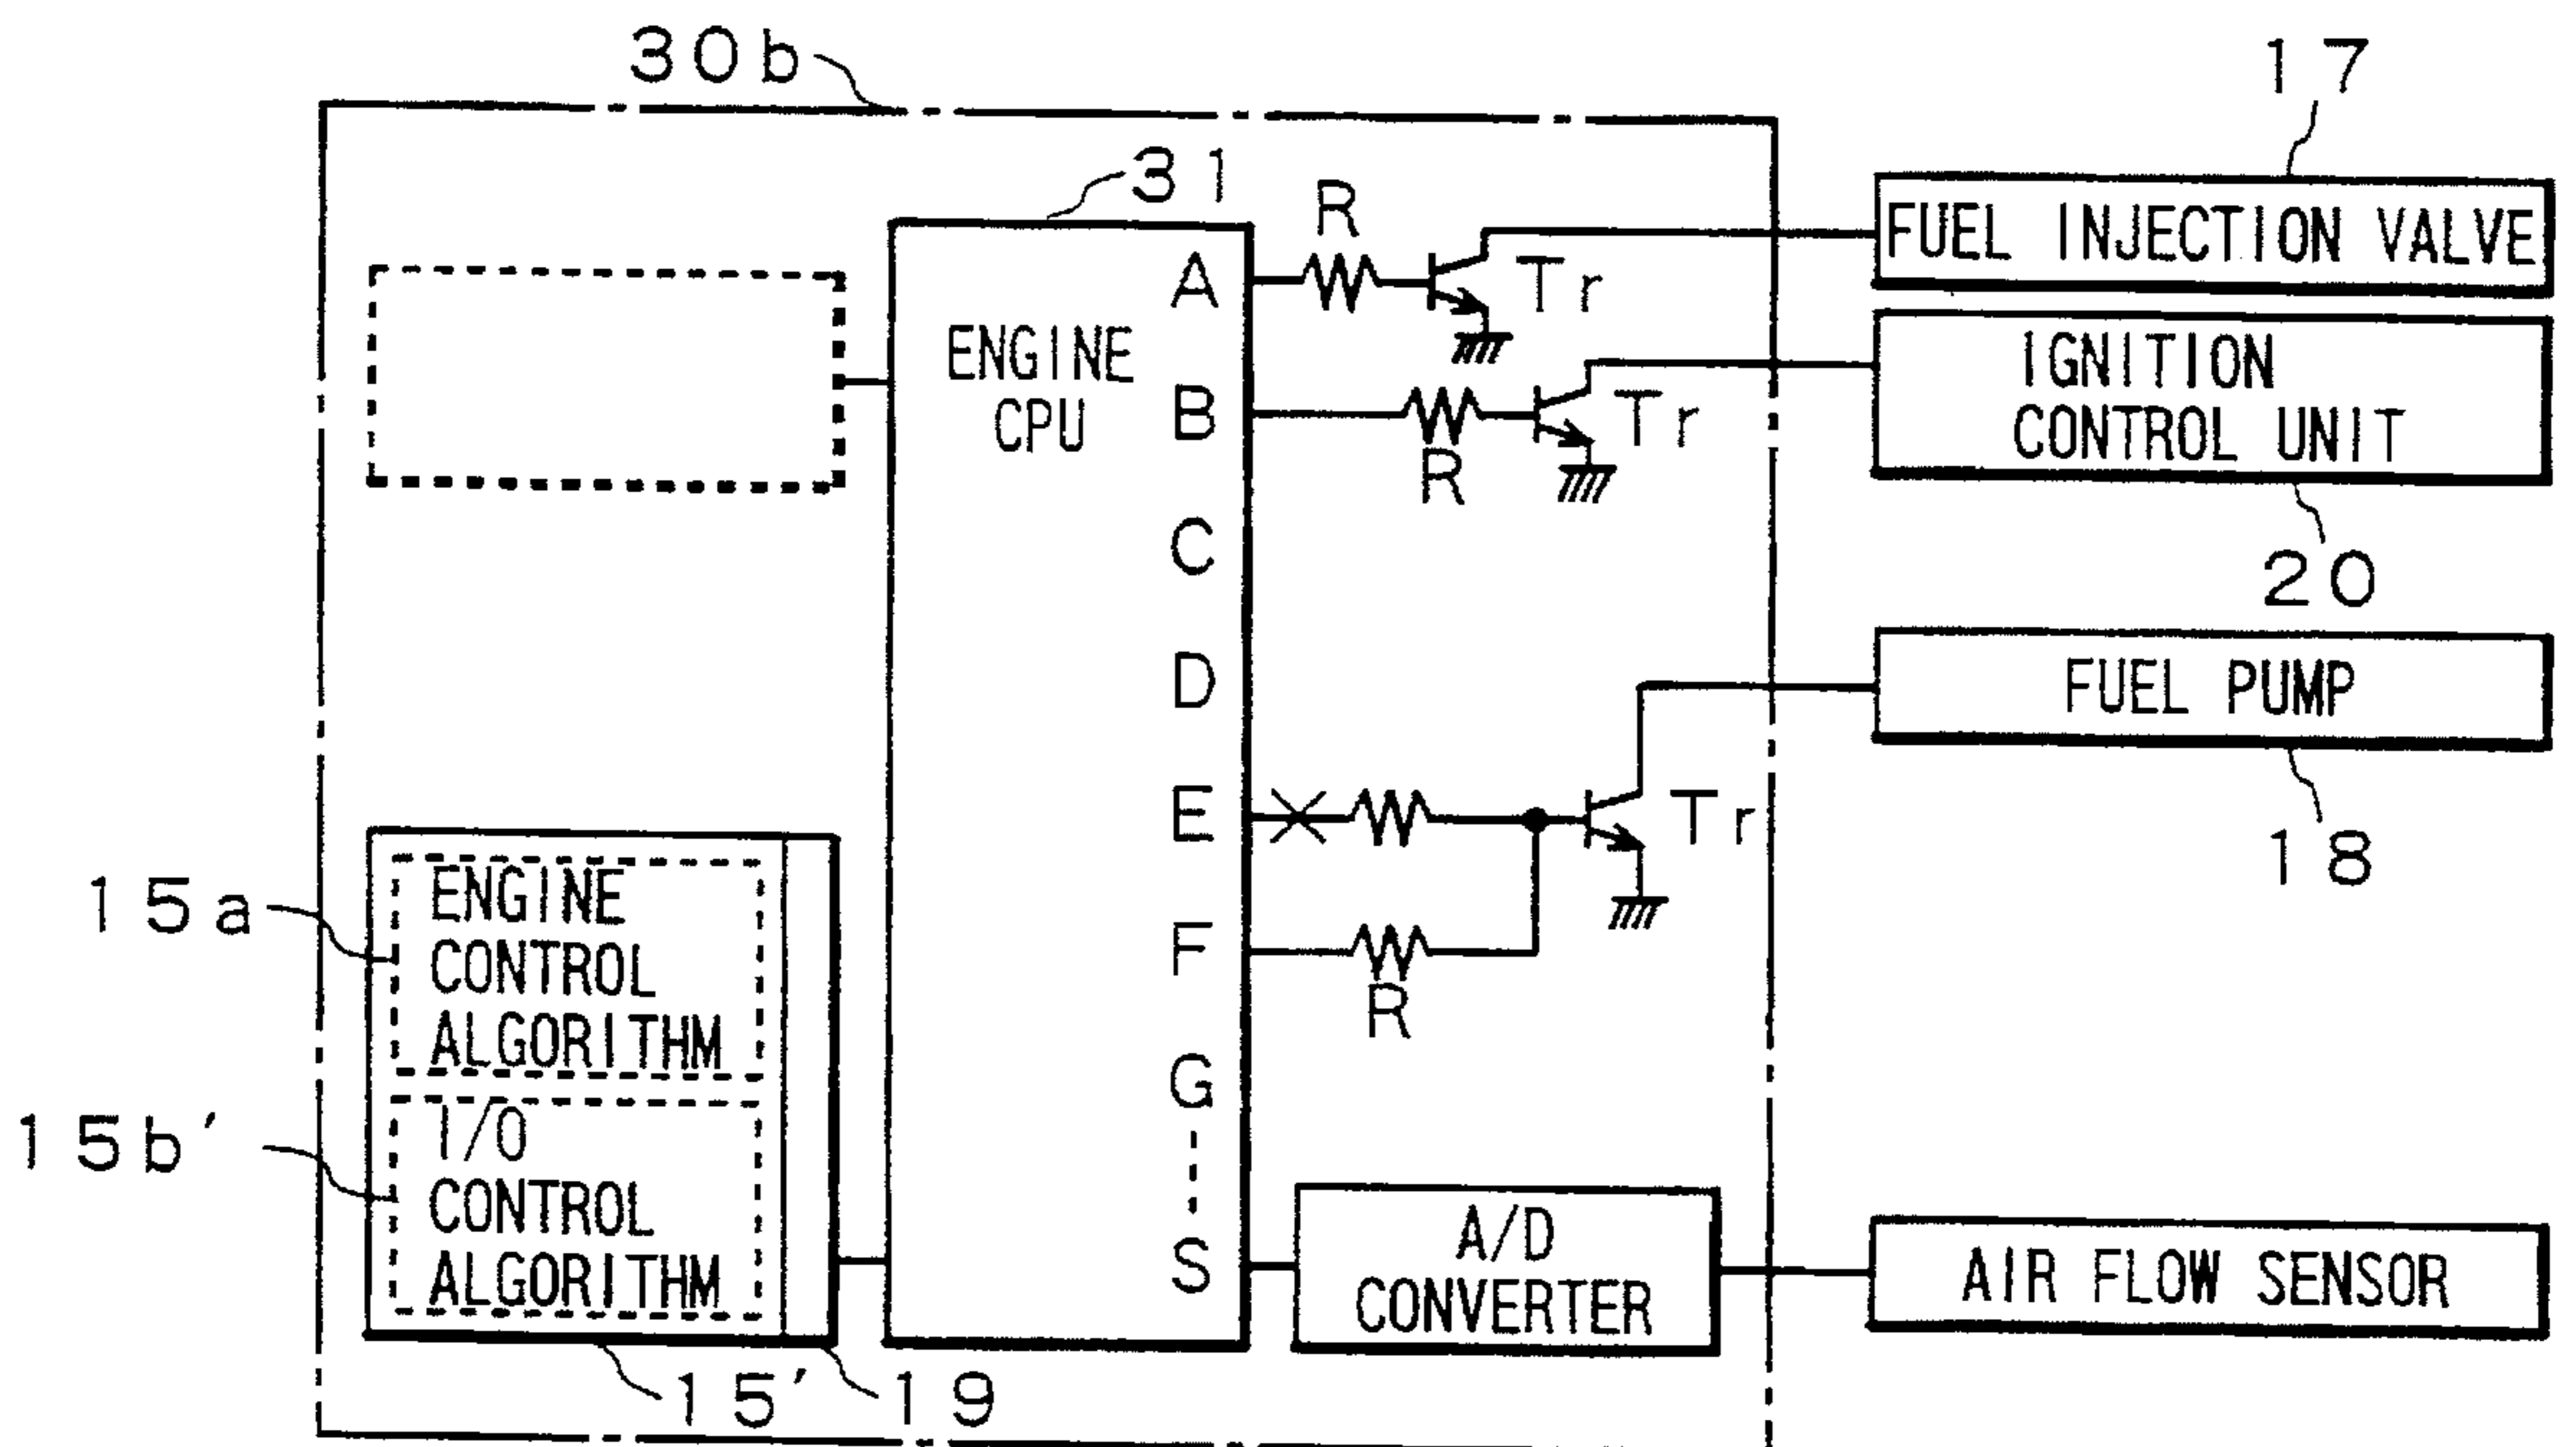 30b
17
31
R
FUEL INJECTION VALVE
A
Tr
ENGINE
CPU
IGNITION
CONTROL UNIT
B
Tr
R
C
20
D
FUEL PUMP
E
Tr
18
15a
ENGINE
CONTROL
ALGORITHM
F
R
G
15b'
I/O
CONTROL
ALGORITHM
S
A/D
CONVERTER
AIR FLOW SENSOR
15'
19